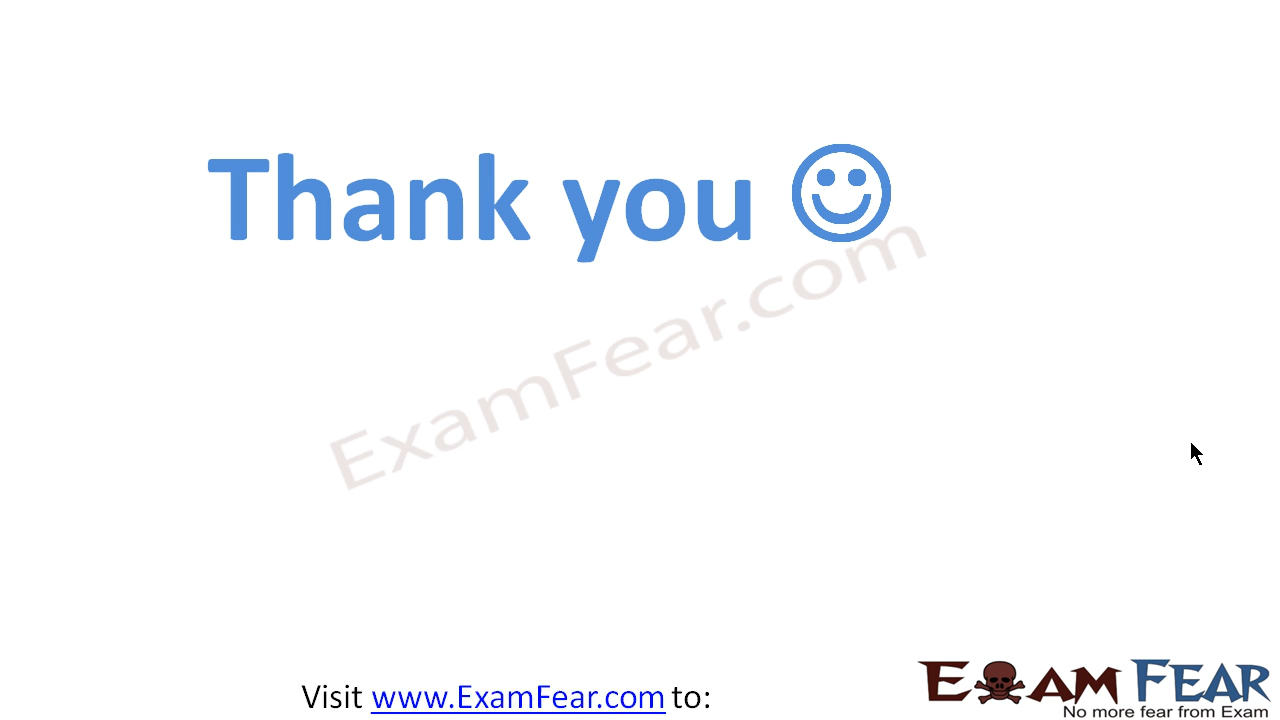 Thank you ☺
ExamFear.com
Visit www.ExamFear.com to:
EXAM FEAR
No more fear from Exam